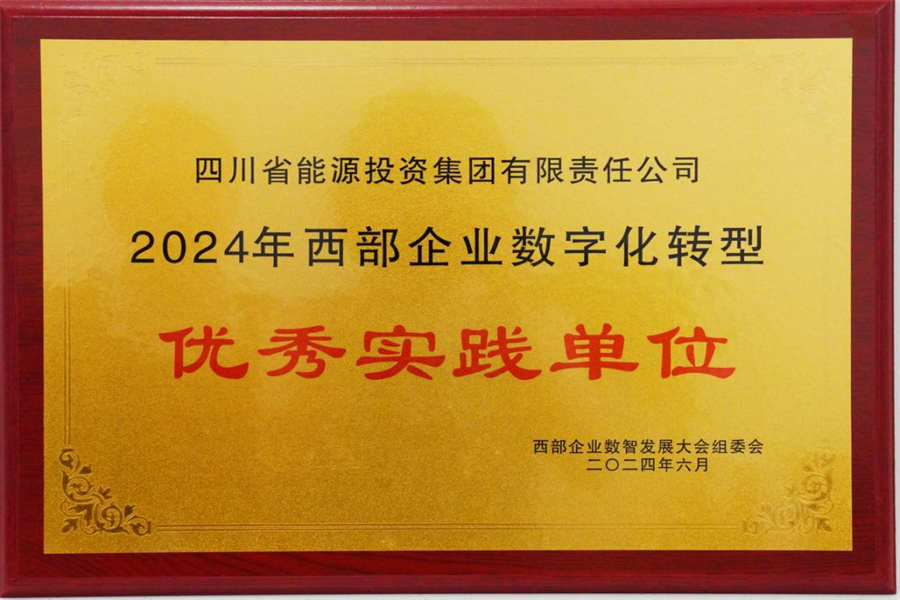 四川省能源投资集团有限责任公司
2024年西部企业数字化转型
优秀实践单位
西部企业数智发展大会组委会
二〇二四年六月